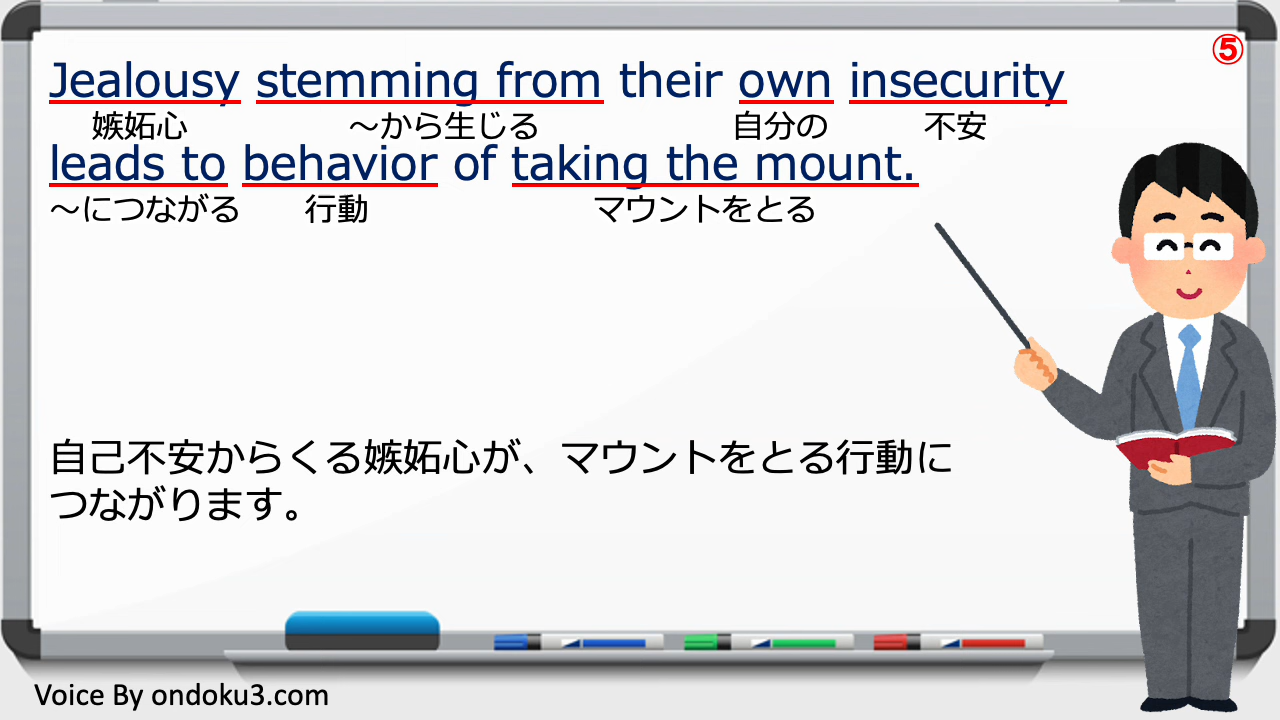 ⑤
Jealousy stemming from their own insecurity
嫉妬心 ～から生じる 自分の 不安
leads to behavior of taking the mount.
～につながる 行動 マウントをとる
自己不安からくる嫉妬心が、マウントをとる行動に
つながります。
Voice By ondoku3.com